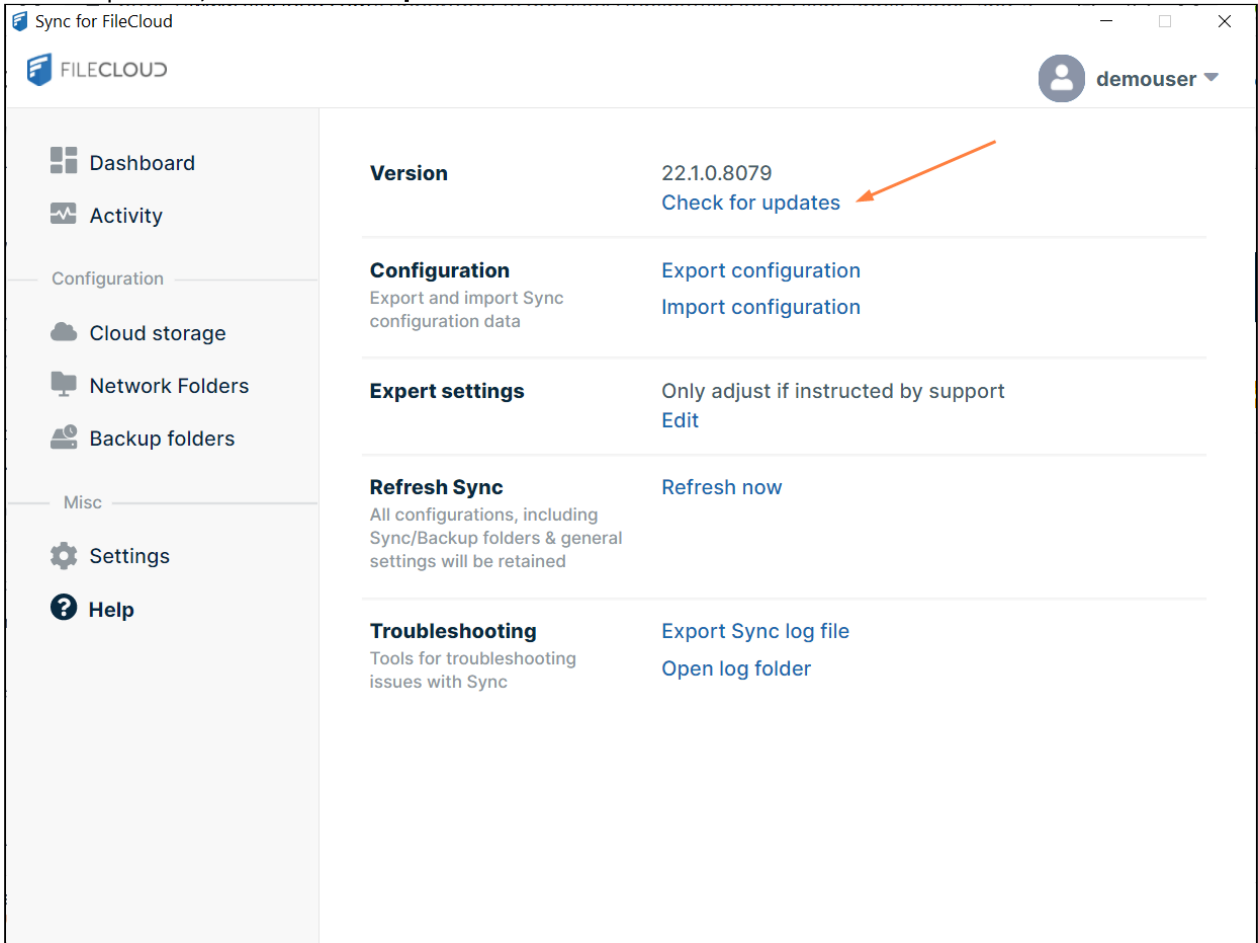 Sync for FileCloud
FILECLOUD
demouser
Dashboard
Activity
Configuration
Cloud storage
Network Folders
Backup folders
Misc
Settings
Help
Version
22.1.0.8079
Check for updates
Configuration
Export and import Sync
configuration data
Export configuration
Import configuration
Expert settings
Only adjust if instructed by support
Edit
Refresh Sync
All configurations, including
Sync/Backup folders & general
settings will be retained
Refresh now
Troubleshooting
Tools for troubleshooting
issues with Sync
Export Sync log file
Open log folder